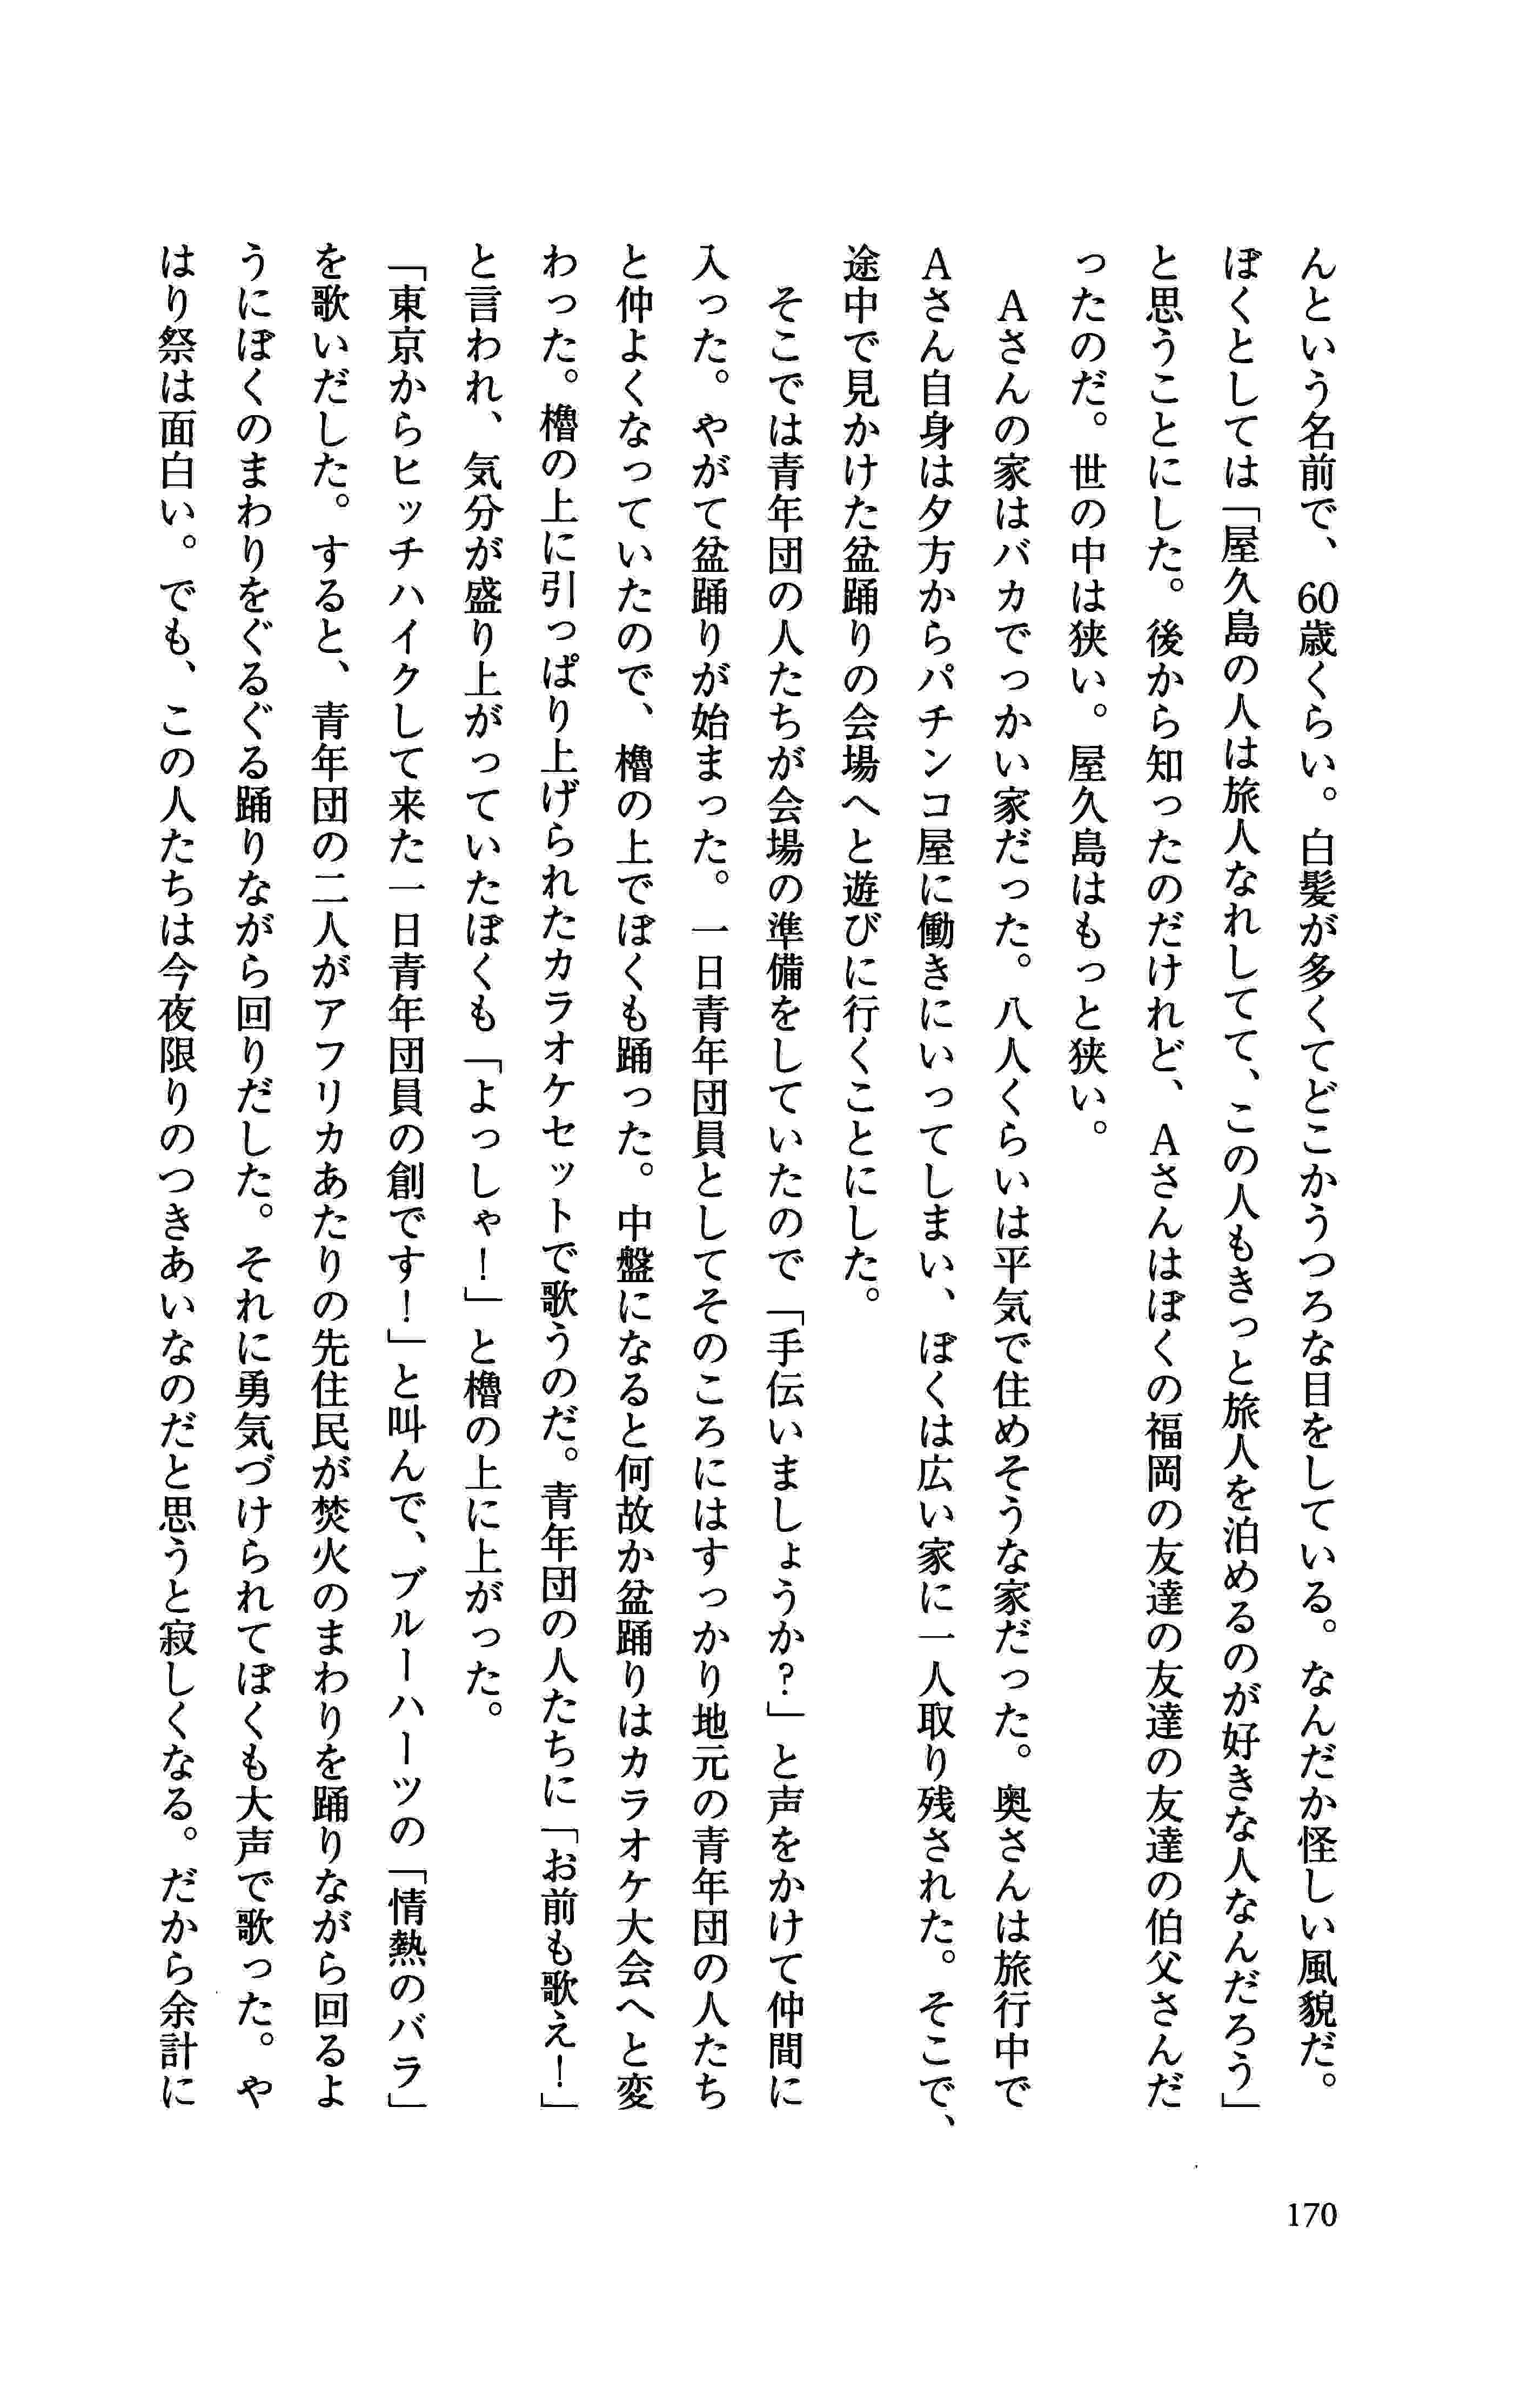 んという名前で、60歳くらい。白髪が多くてどこかうつろな目をしている。なんだか怪しい風貌だ。
ぼくとしては「屋久島の人は旅人なれしてて、この人もきっと旅人を泊めるのが好きな人なんだろう」
と思うことにした。後から知ったのだけれど、Aさんはぼくの福岡の友達の友達の友達の伯父さんだ
ったのだ。世の中は狭い。屋久島はもっと狭い。
　Aさんの家はバカでっかい家だった。八人くらいは平気で住めそうな家だった。奥さんは旅行中で
Aさん自身は夕方からパチンコ屋に働きにいってしまい、ぼくは広い家に一人取り残された。そこで、
途中で見かけた盆踊りの会場へと遊びに行くことにした。
　そこでは青年団の人たちが会場の準備をしていたので「手伝いましょうか?」と声をかけて仲間に
入った。やがて盆踊りが始まった。一日青年団員としてそのころにはすっかり地元の青年団の人たち
と仲よくなっていたので、櫓の上でぼくも踊った。中盤になると何故か盆踊りはカラオケ大会へと変
わった。櫓の上に引っぱり上げられたカラオケセットで歌うのだ。青年団の人たちに「お前も歌え!」
と言われ、気分が盛り上がっていたぼくも「よっしゃ!」と櫓の上に上がった。
「東京からヒッチハイクして来た一日青年団員の創です!」と叫んで、ブルーハーツの「情熱のバラ」
を歌いだした。すると、青年団の二人がアフリカあたりの先住民が焚火のまわりを踊りながら回るよ
うにぼくのまわりをぐるぐる踊りながら回りだした。それに勇気づけられてぼくも大声で歌った。や
はり祭は面白い。でも、この人たちは今夜限りのつきあいなのだと思うと寂しくなる。だから余計に
170